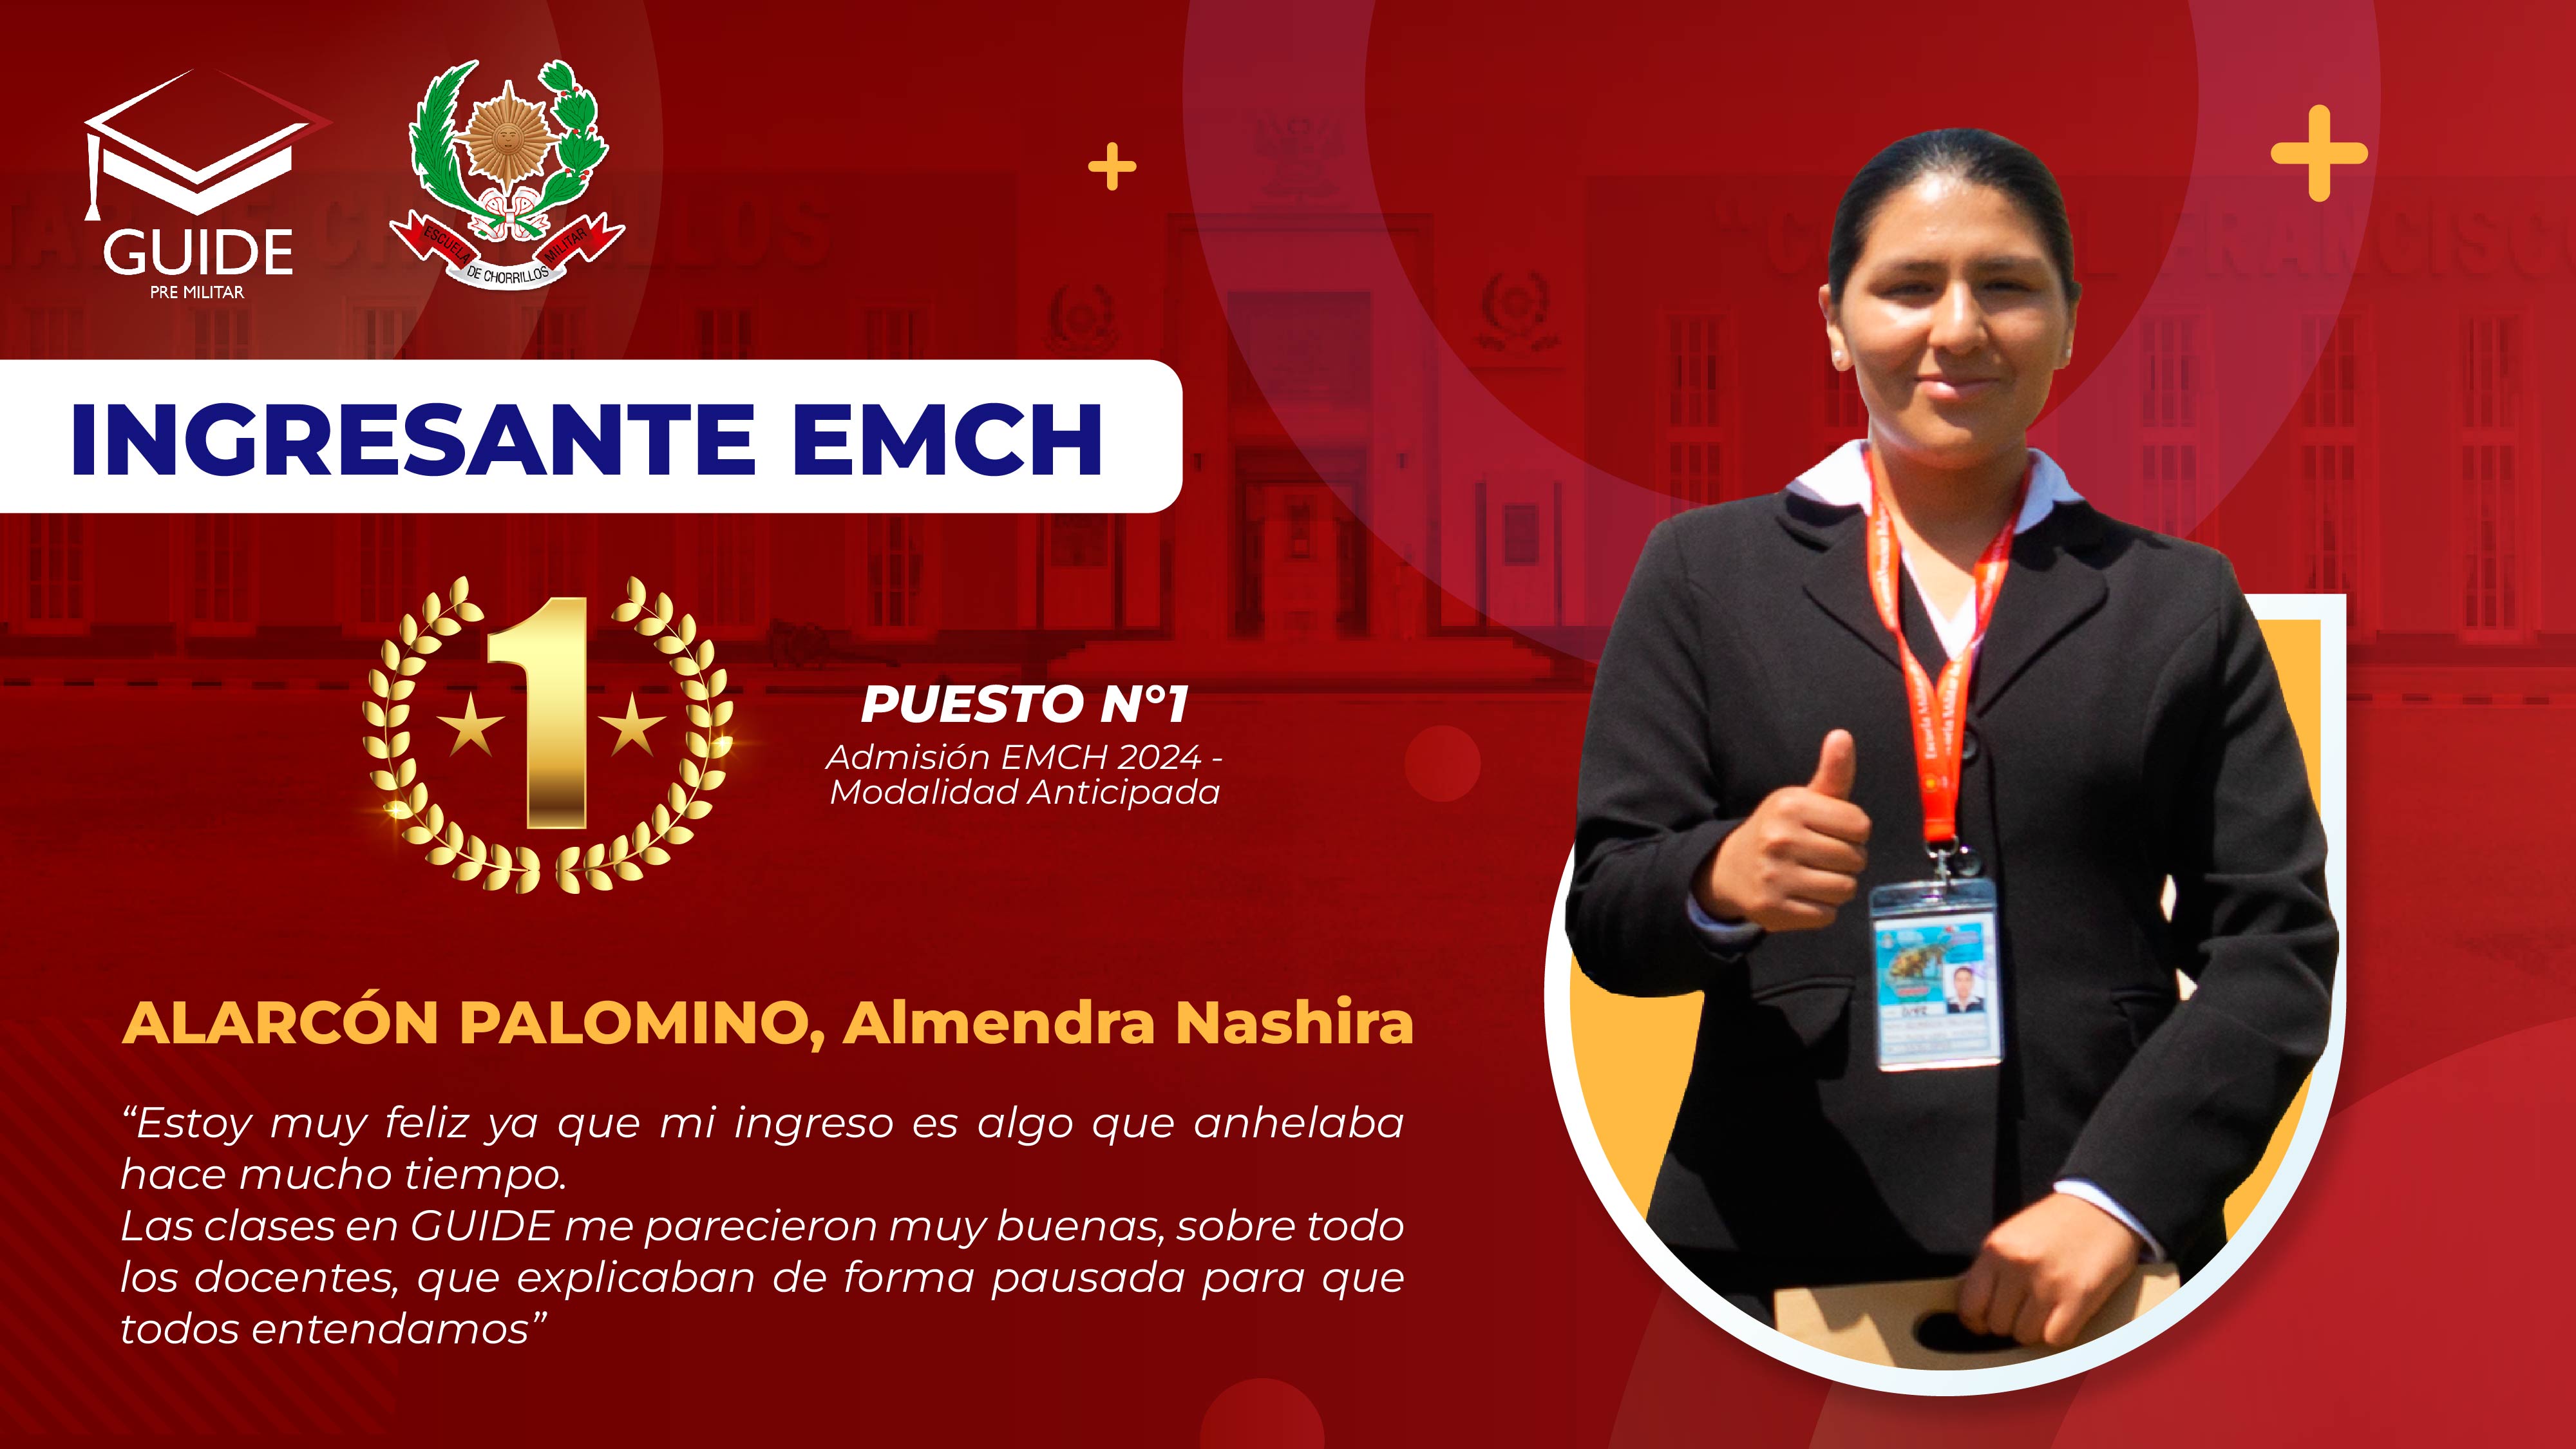 GUIDE
PRE MILITAR
ESCUELA
DE CHORRILLOS
MILITAR
CHORRILLOS
FRANCISCO
INGRESANTE EMCH
1
PUESTO N°1
Admisión EMCH 2024 -
Modalidad Anticipada
ALARCÓN PALOMINO, Almendra Nashira
“Estoy muy feliz ya que mi ingreso es algo que anhelaba
hace mucho tiempo.
Las clases en GUIDE me parecieron muy buenas, sobre todo
los docentes, que explicaban de forma pausada para que
todos entendamos”